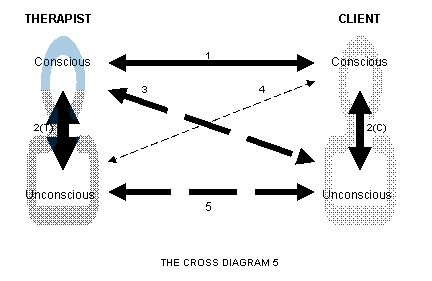 THERAPIST CLIENT
Conscious 1 Conscious
3 4
2(T) 2(C)
Unconscious Unconscious
5
THE CROSS DIAGRAM 5